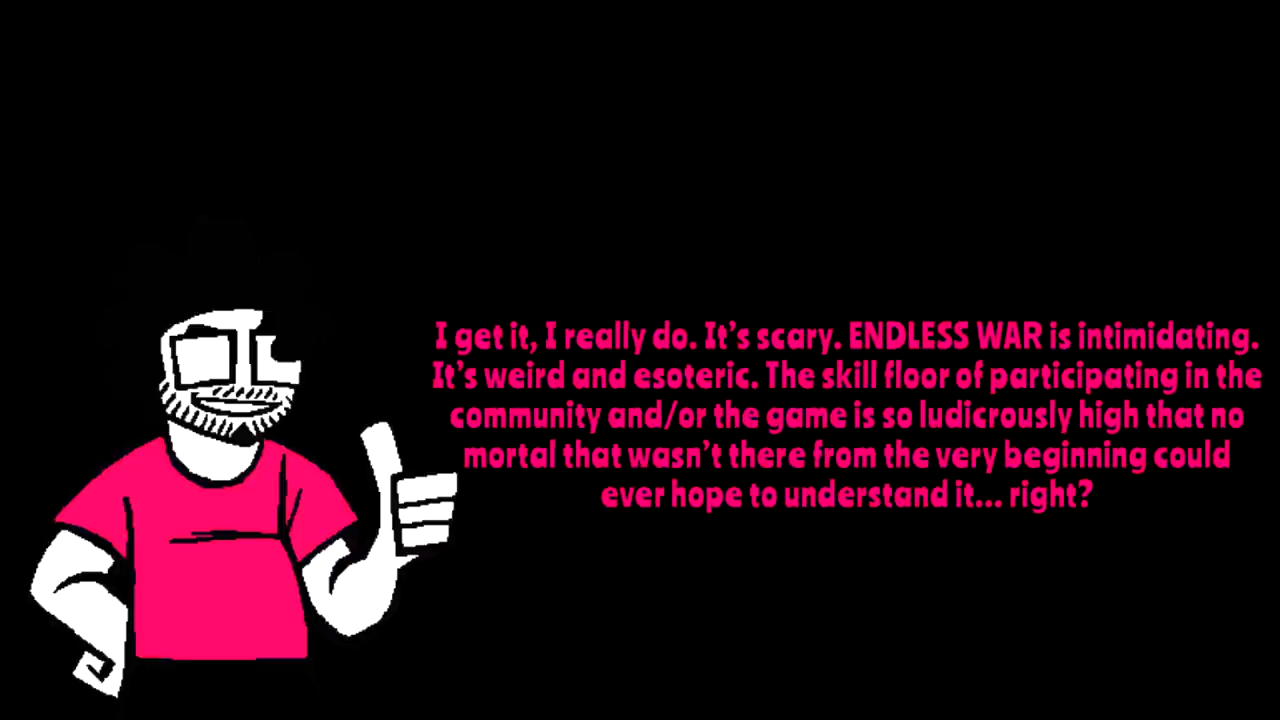 I get it, I really do. It's scary. ENDLESS WAR is intimidating.
It's weird and esoteric. The skill floor of participating in the
community and/or the game is so ludicrously high that no
mortal that wasn't there from the very beginning could
ever hope to understand it... right?